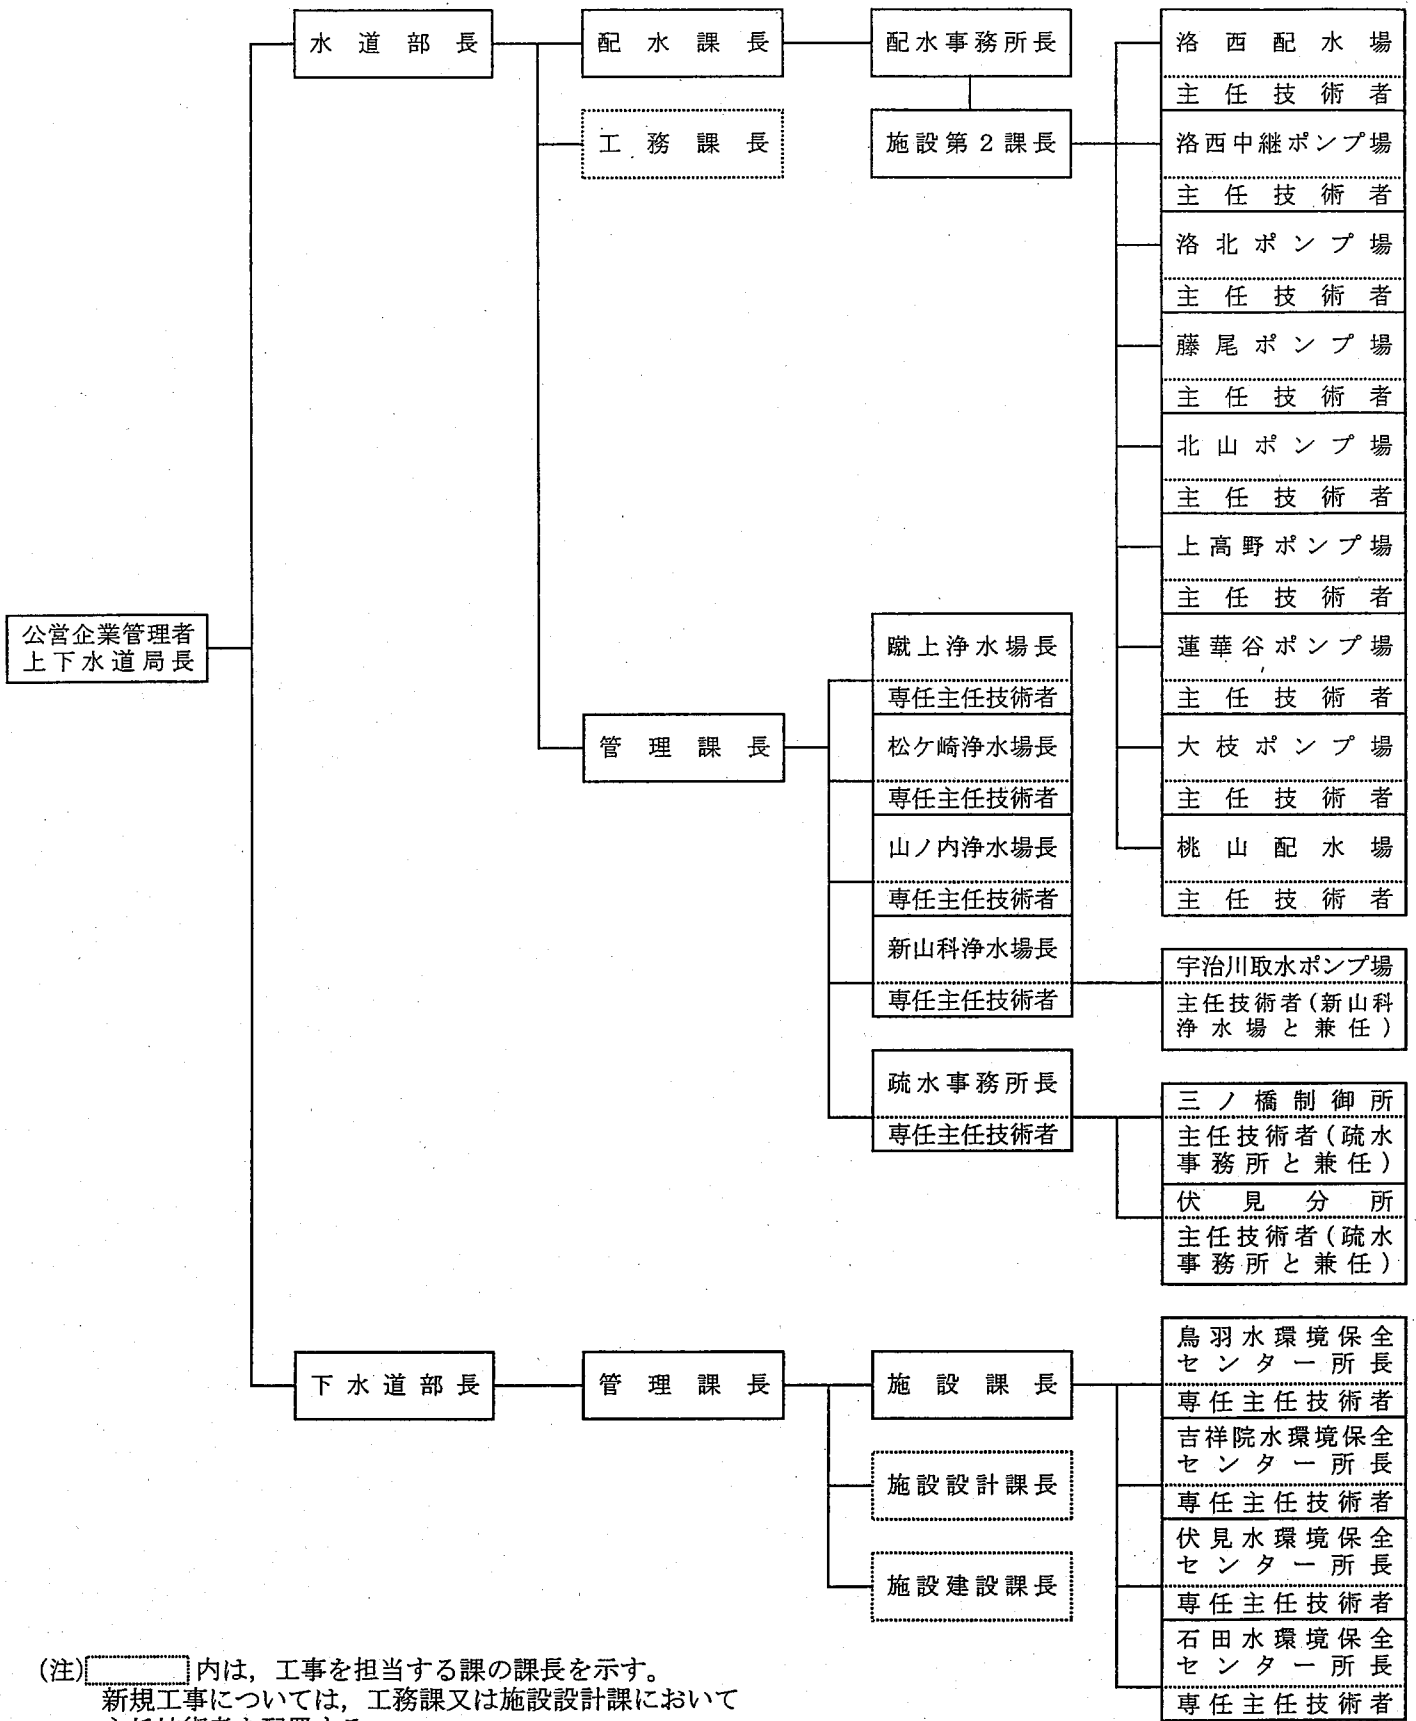 公営企業管理者
上下水道局長
水道部長
配水課長
工務課長
配水事務所長
施設第2課長
洛西配水場
主任技術者
洛西中継ポンプ場
主任技術者
洛北ポンプ場
主任技術者
藤尾ポンプ場
主任技術者
北山ポンプ場
主任技術者
上高野ポンプ場
主任技術者
蓮華谷ポンプ場
主任技術者
大枝ポンプ場
主任技術者
桃山配水場
主任技術者
管理課長
蹴上浄水場長
専任主任技術者
松ケ崎浄水場長
専任主任技術者
山ノ内浄水場長
専任主任技術者
新山科浄水場長
専任主任技術者
宇治川取水ポンプ場
主任技術者(新山科
浄水場と兼任)
疏水事務所長
専任主任技術者
三ノ橋制御所
主任技術者(疏水
事務所と兼任)
伏見分所
主任技術者(疏水
事務所と兼任)
下水道部長
管理課長
施設課長
施設設計課長
施設建設課長
鳥羽水環境保全
センター所長
専任主任技術者
吉祥院水環境保全
センター所長
専任主任技術者
伏見水環境保全
センター所長
専任主任技術者
石田水環境保全
センター所長
専任主任技術者
(注) 内は，工事を担当する課の課長を示す。
新規工事については，工務課又は施設設計課において